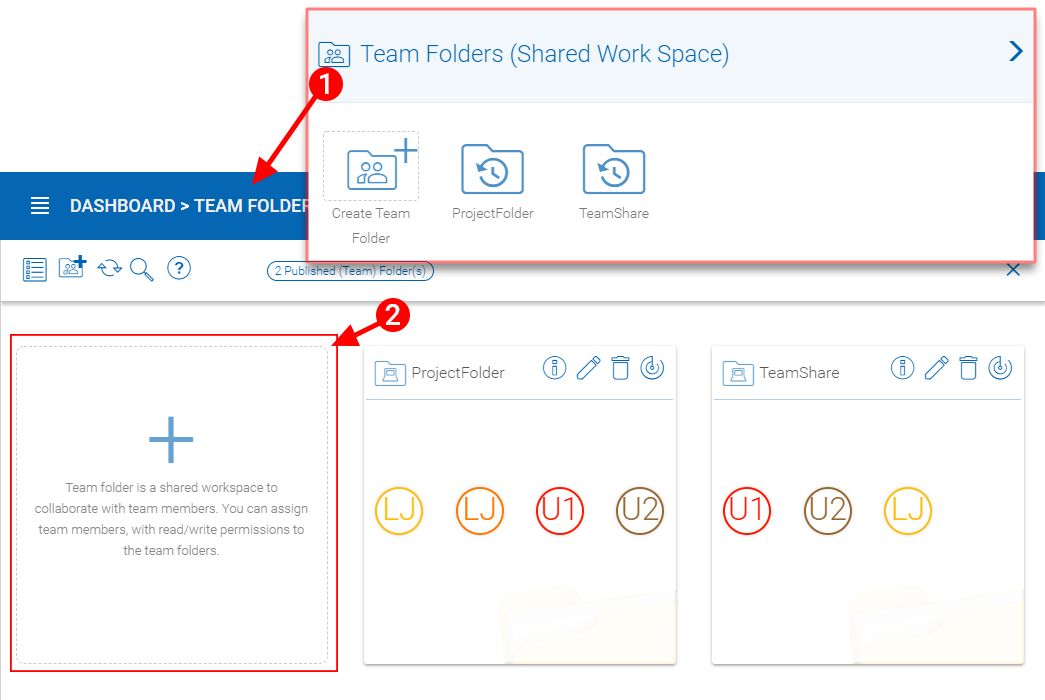 Team Folders (Shared Work Space)
1
Create Team
Folder
ProjectFolder
TeamShare
DASHBOARD > TEAM FOLDER
?
2 Published (Team) Folder(s)
2
Team folder is a shared workspace to
collaborate with team members. You can assign
team members, with read/write permissions to
the team folders.
ProjectFolder
LJ LJ U1 U2
TeamShare
U1 U2 LJ